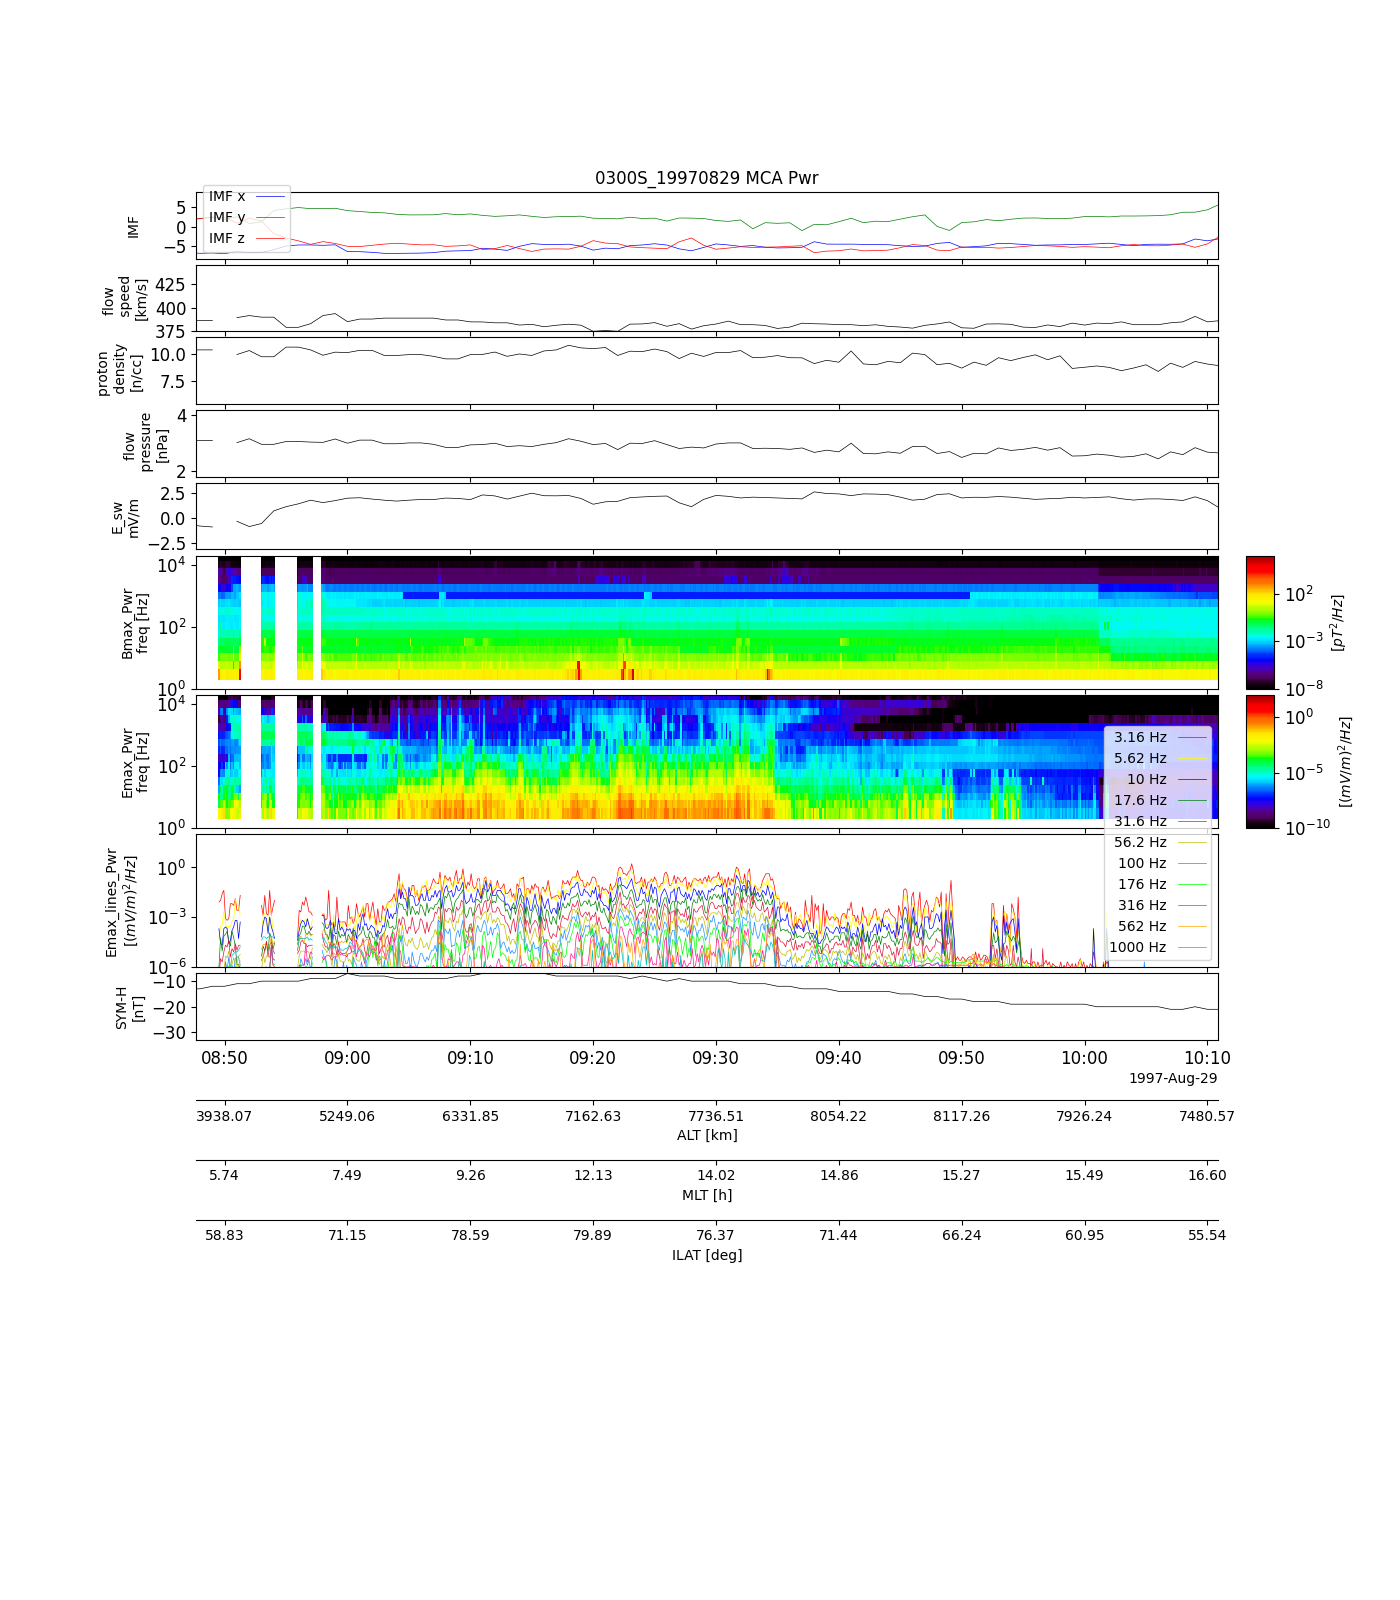 0300S_19970829 MCA Pwr
IMF
5
0
−5
IMF x
IMF y
IMF z
flow
speed
[km/s]
425
400
375
proton
density
[n/cc]
10.0
7.5
flow
pressure
[nPa]
4
2
E_sw
mV/m
2.5
0.0
−2.5
Bmax_Pwr
freq [Hz]
10^4
10^2
10^0
10^2
10^−3
10^−8
[pT^2/Hz]
Emax_Pwr
freq [Hz]
10^4
10^2
10^0
10^0
10^−5
10^−10
[(mV/m)^2/Hz]
3.16 Hz
5.62 Hz
10 Hz
17.6 Hz
31.6 Hz
56.2 Hz
100 Hz
176 Hz
316 Hz
562 Hz
1000 Hz
Emax_lines_Pwr
[(mV/m)^2/Hz]
10^0
10^−3
10^−6
SYM-H
[nT]
−10
−20
−30
08:50 09:00 09:10 09:20 09:30 09:40 09:50 10:00 10:10
1997-Aug-29
3938.07 5249.06 6331.85 7162.63 7736.51 8054.22 8117.26 7926.24 7480.57
ALT [km]
5.74 7.49 9.26 12.13 14.02 14.86 15.27 15.49 16.60
MLT [h]
58.83 71.15 78.59 79.89 76.37 71.44 66.24 60.95 55.54
ILAT [deg]